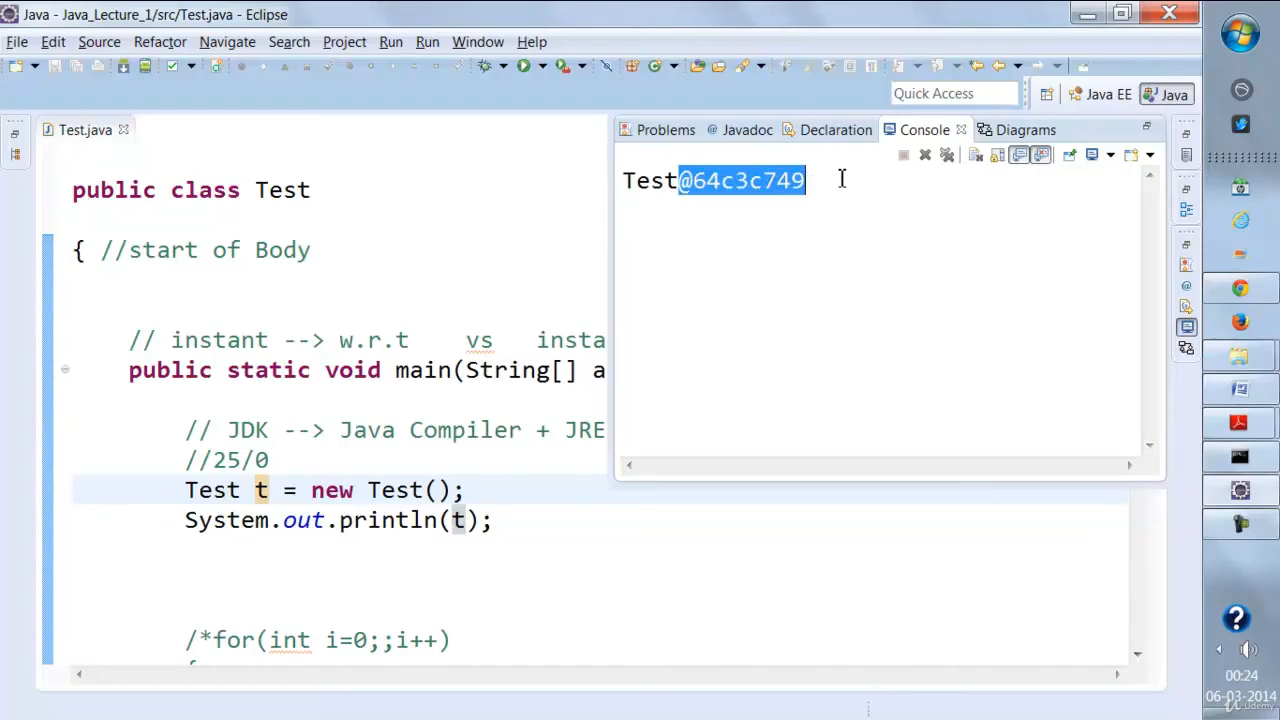 Java - Java_Lecture_1/src/Test.java - Eclipse
File Edit Source Refactor Navigate Search Project Run Run Window Help
Quick Access
Java EE
Java
Test.java
Problems
@ Javadoc
Declaration
Console
Diagrams
Test@64c3c749
public class Test
{ //start of Body
// instant --> w.r.t vs insta
public static void main(String[] a
// JDK --> Java Compiler + JRE
//25/0
Test t = new Test();
System.out.println(t);
/*for(int i=0;;i++)
00:24
06-03-2014
Udemy